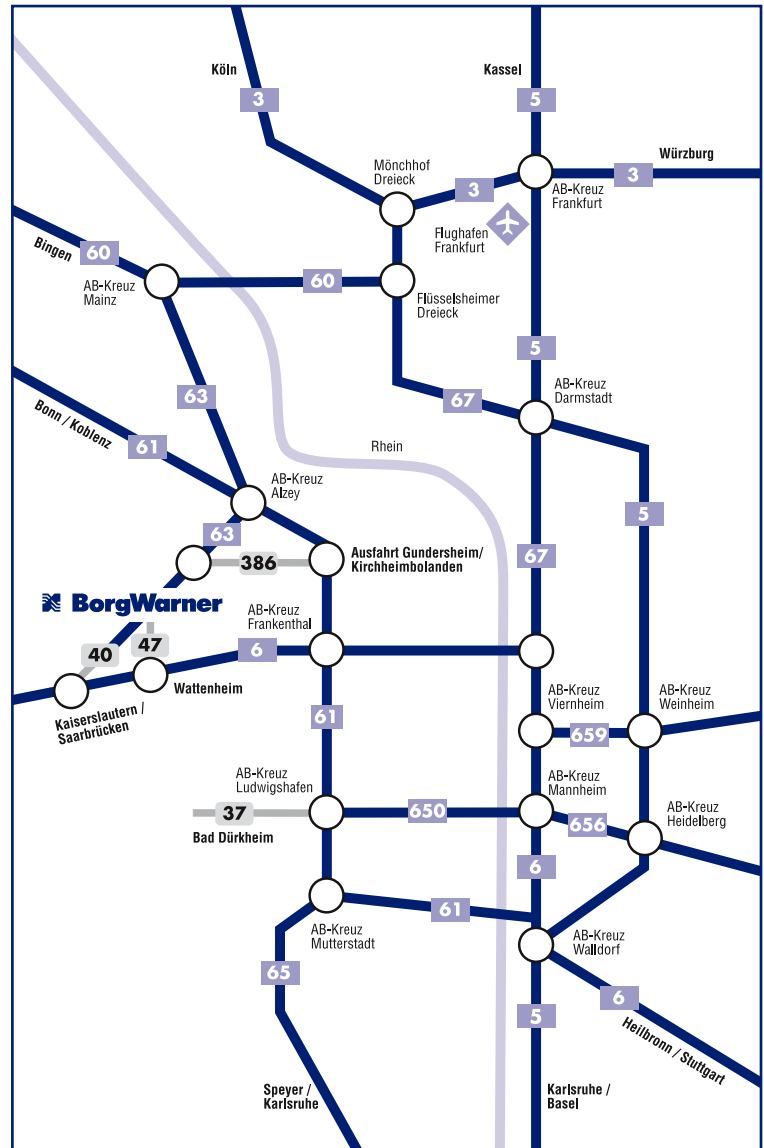 Köln
Kassel
3
5
Würzburg
Mönchhof
Dreieck
3
3
AB-Kreuz
Frankfurt
Flughafen
Frankfurt
Bingen
60
AB-Kreuz
Mainz
60
Flüsselsheimer
Dreieck
5
63
67
AB-Kreuz
Darmstadt
Bonn / Koblenz
61
Rhein
AB-Kreuz
Alzey
5
63
386
Ausfahrt Gundersheim/
Kirchheimbolanden
67
BorgWarner
AB-Kreuz
Frankenthal
40
47
6
Wattenheim
Kaiserslautern /
Saarbrücken
61
AB-Kreuz
Viernheim
AB-Kreuz
Weinheim
659
AB-Kreuz
Ludwigshafen
AB-Kreuz
Mannheim
37
Bad Dürkheim
650
656
AB-Kreuz
Heidelberg
6
61
AB-Kreuz
Mutterstadt
AB-Kreuz
Walldorf
65
6
5
Heilbronn / Stuttgart
Speyer /
Karlsruhe
Karlsruhe /
Basel